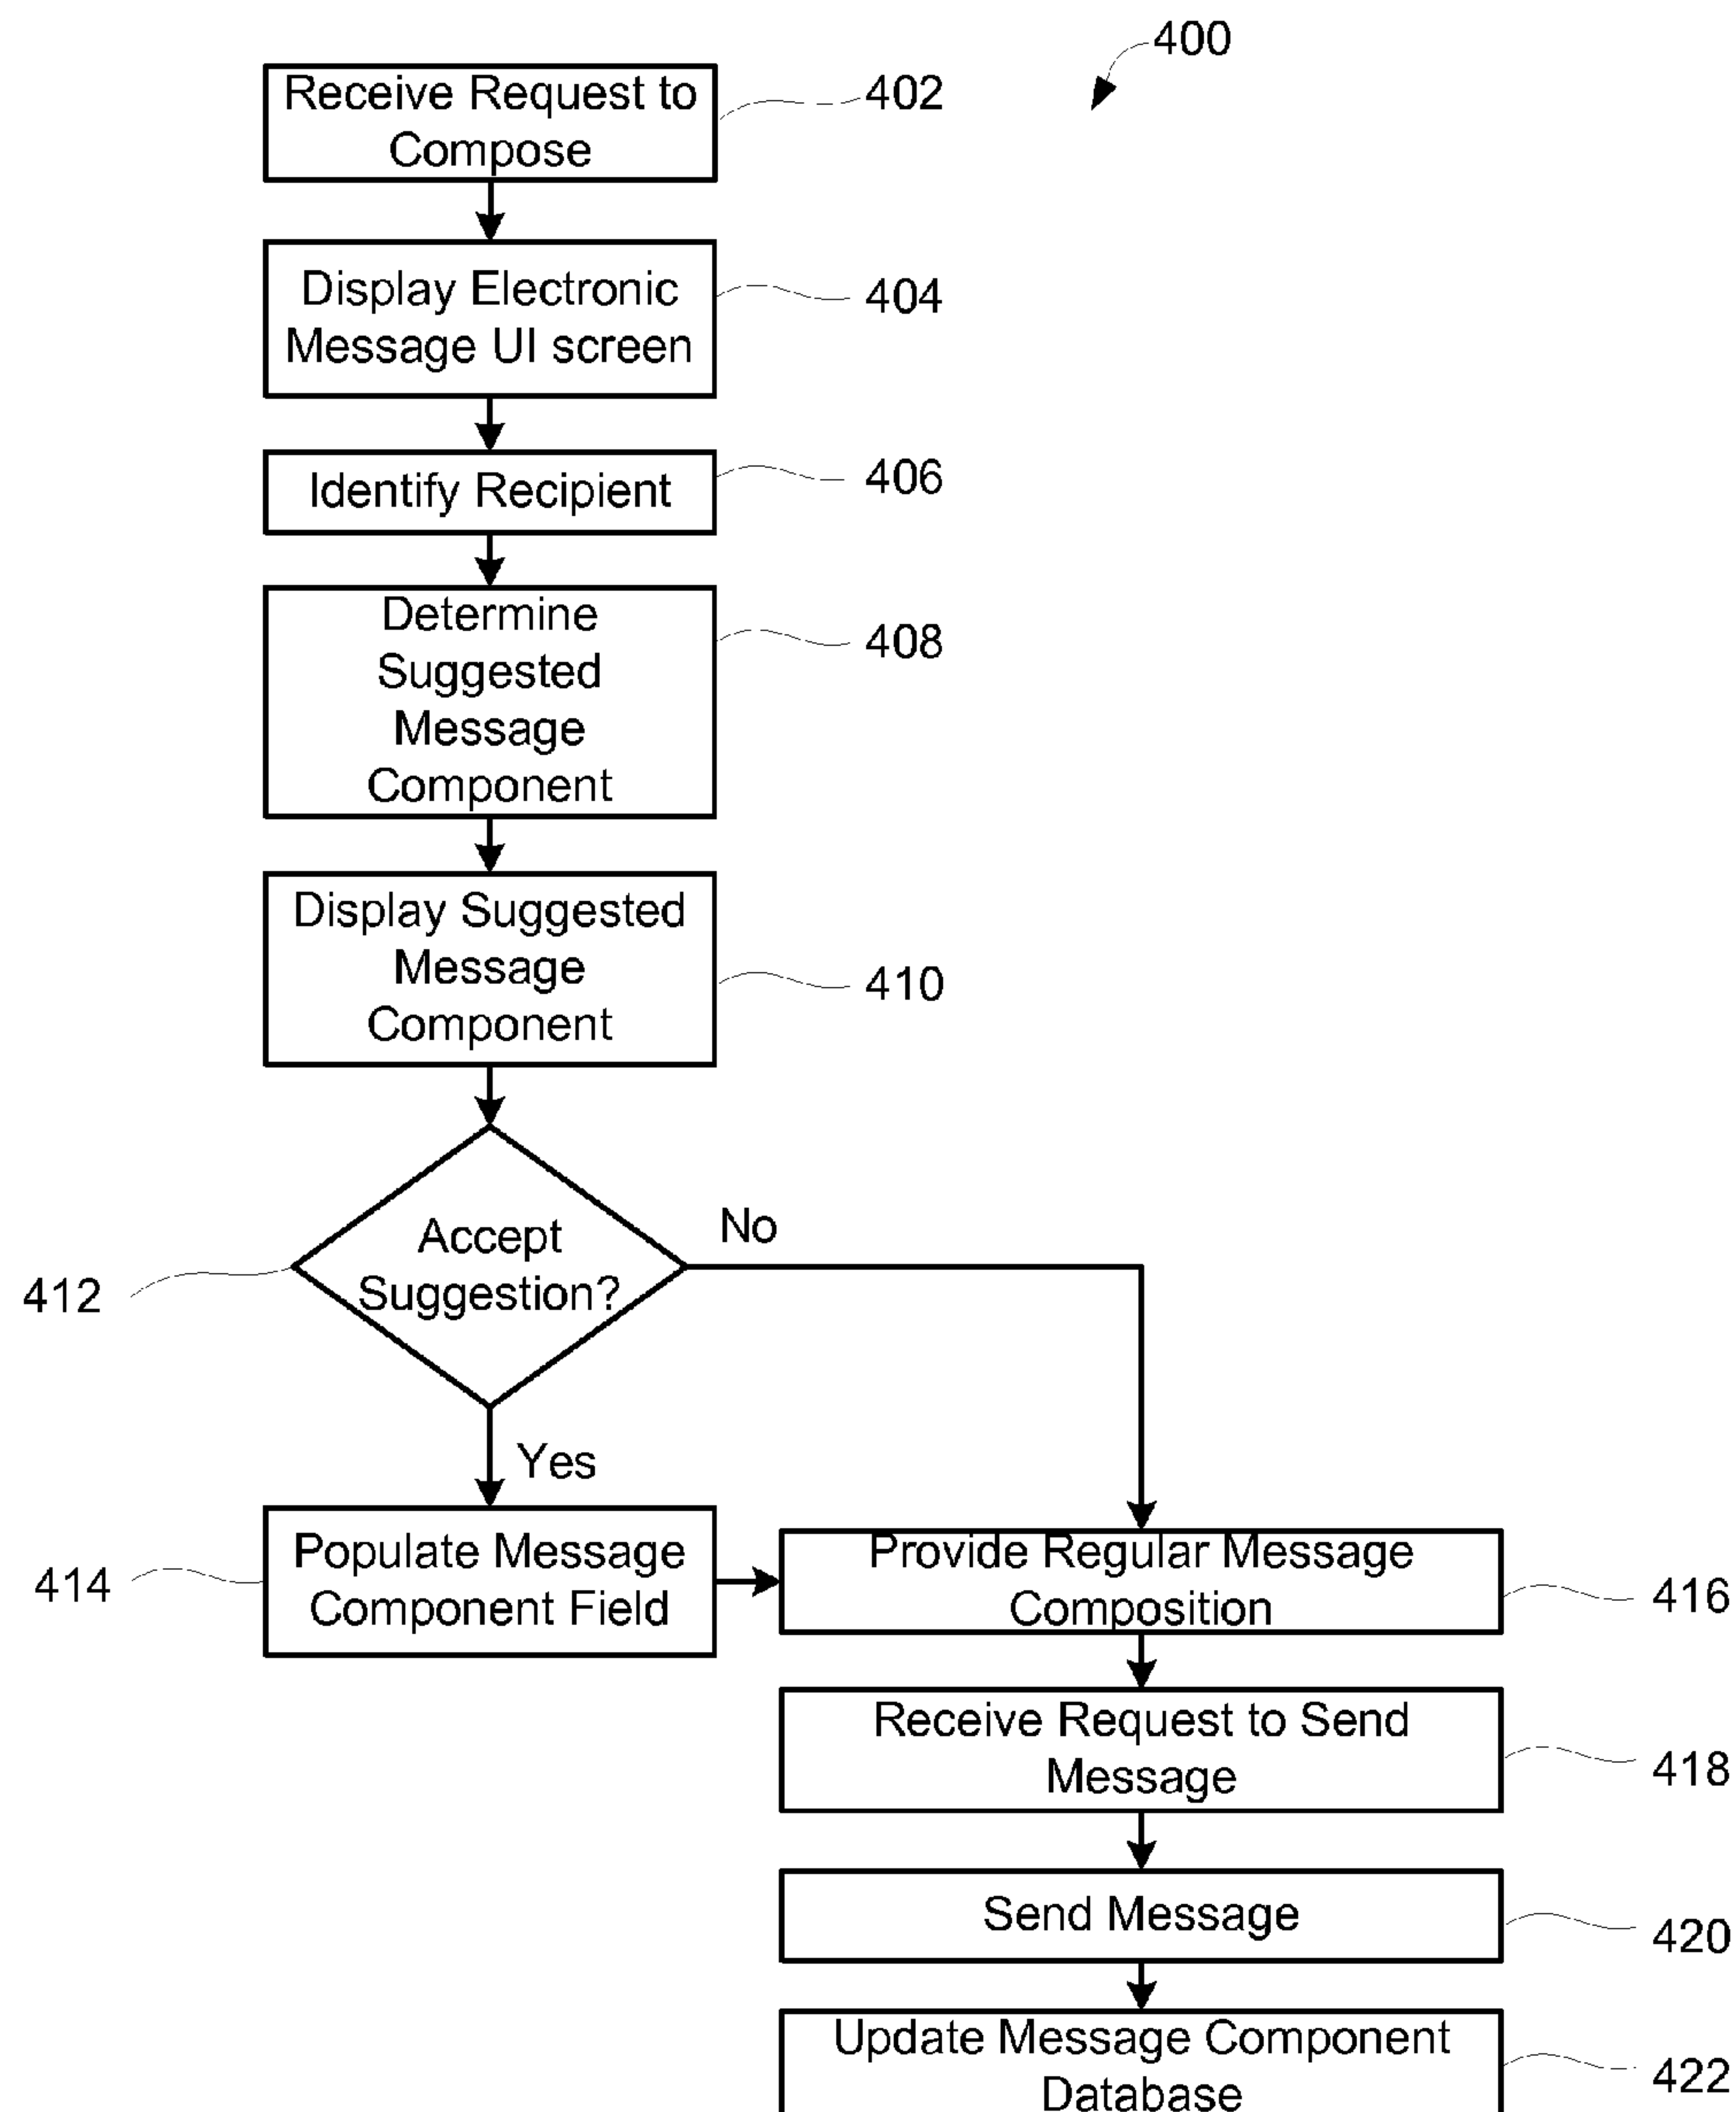 400
Receive Request to
Compose
402
Display Electronic
Message UI screen
404
Identify Recipient
406
Determine
Suggested
Message
Component
408
Display Suggested
Message
Component
410
Accept
Suggestion?
412
No
Yes
Populate Message
Component Field
414
Provide Regular Message
Composition
416
Receive Request to Send
Message
418
Send Message
420
Update Message Component
Database
422